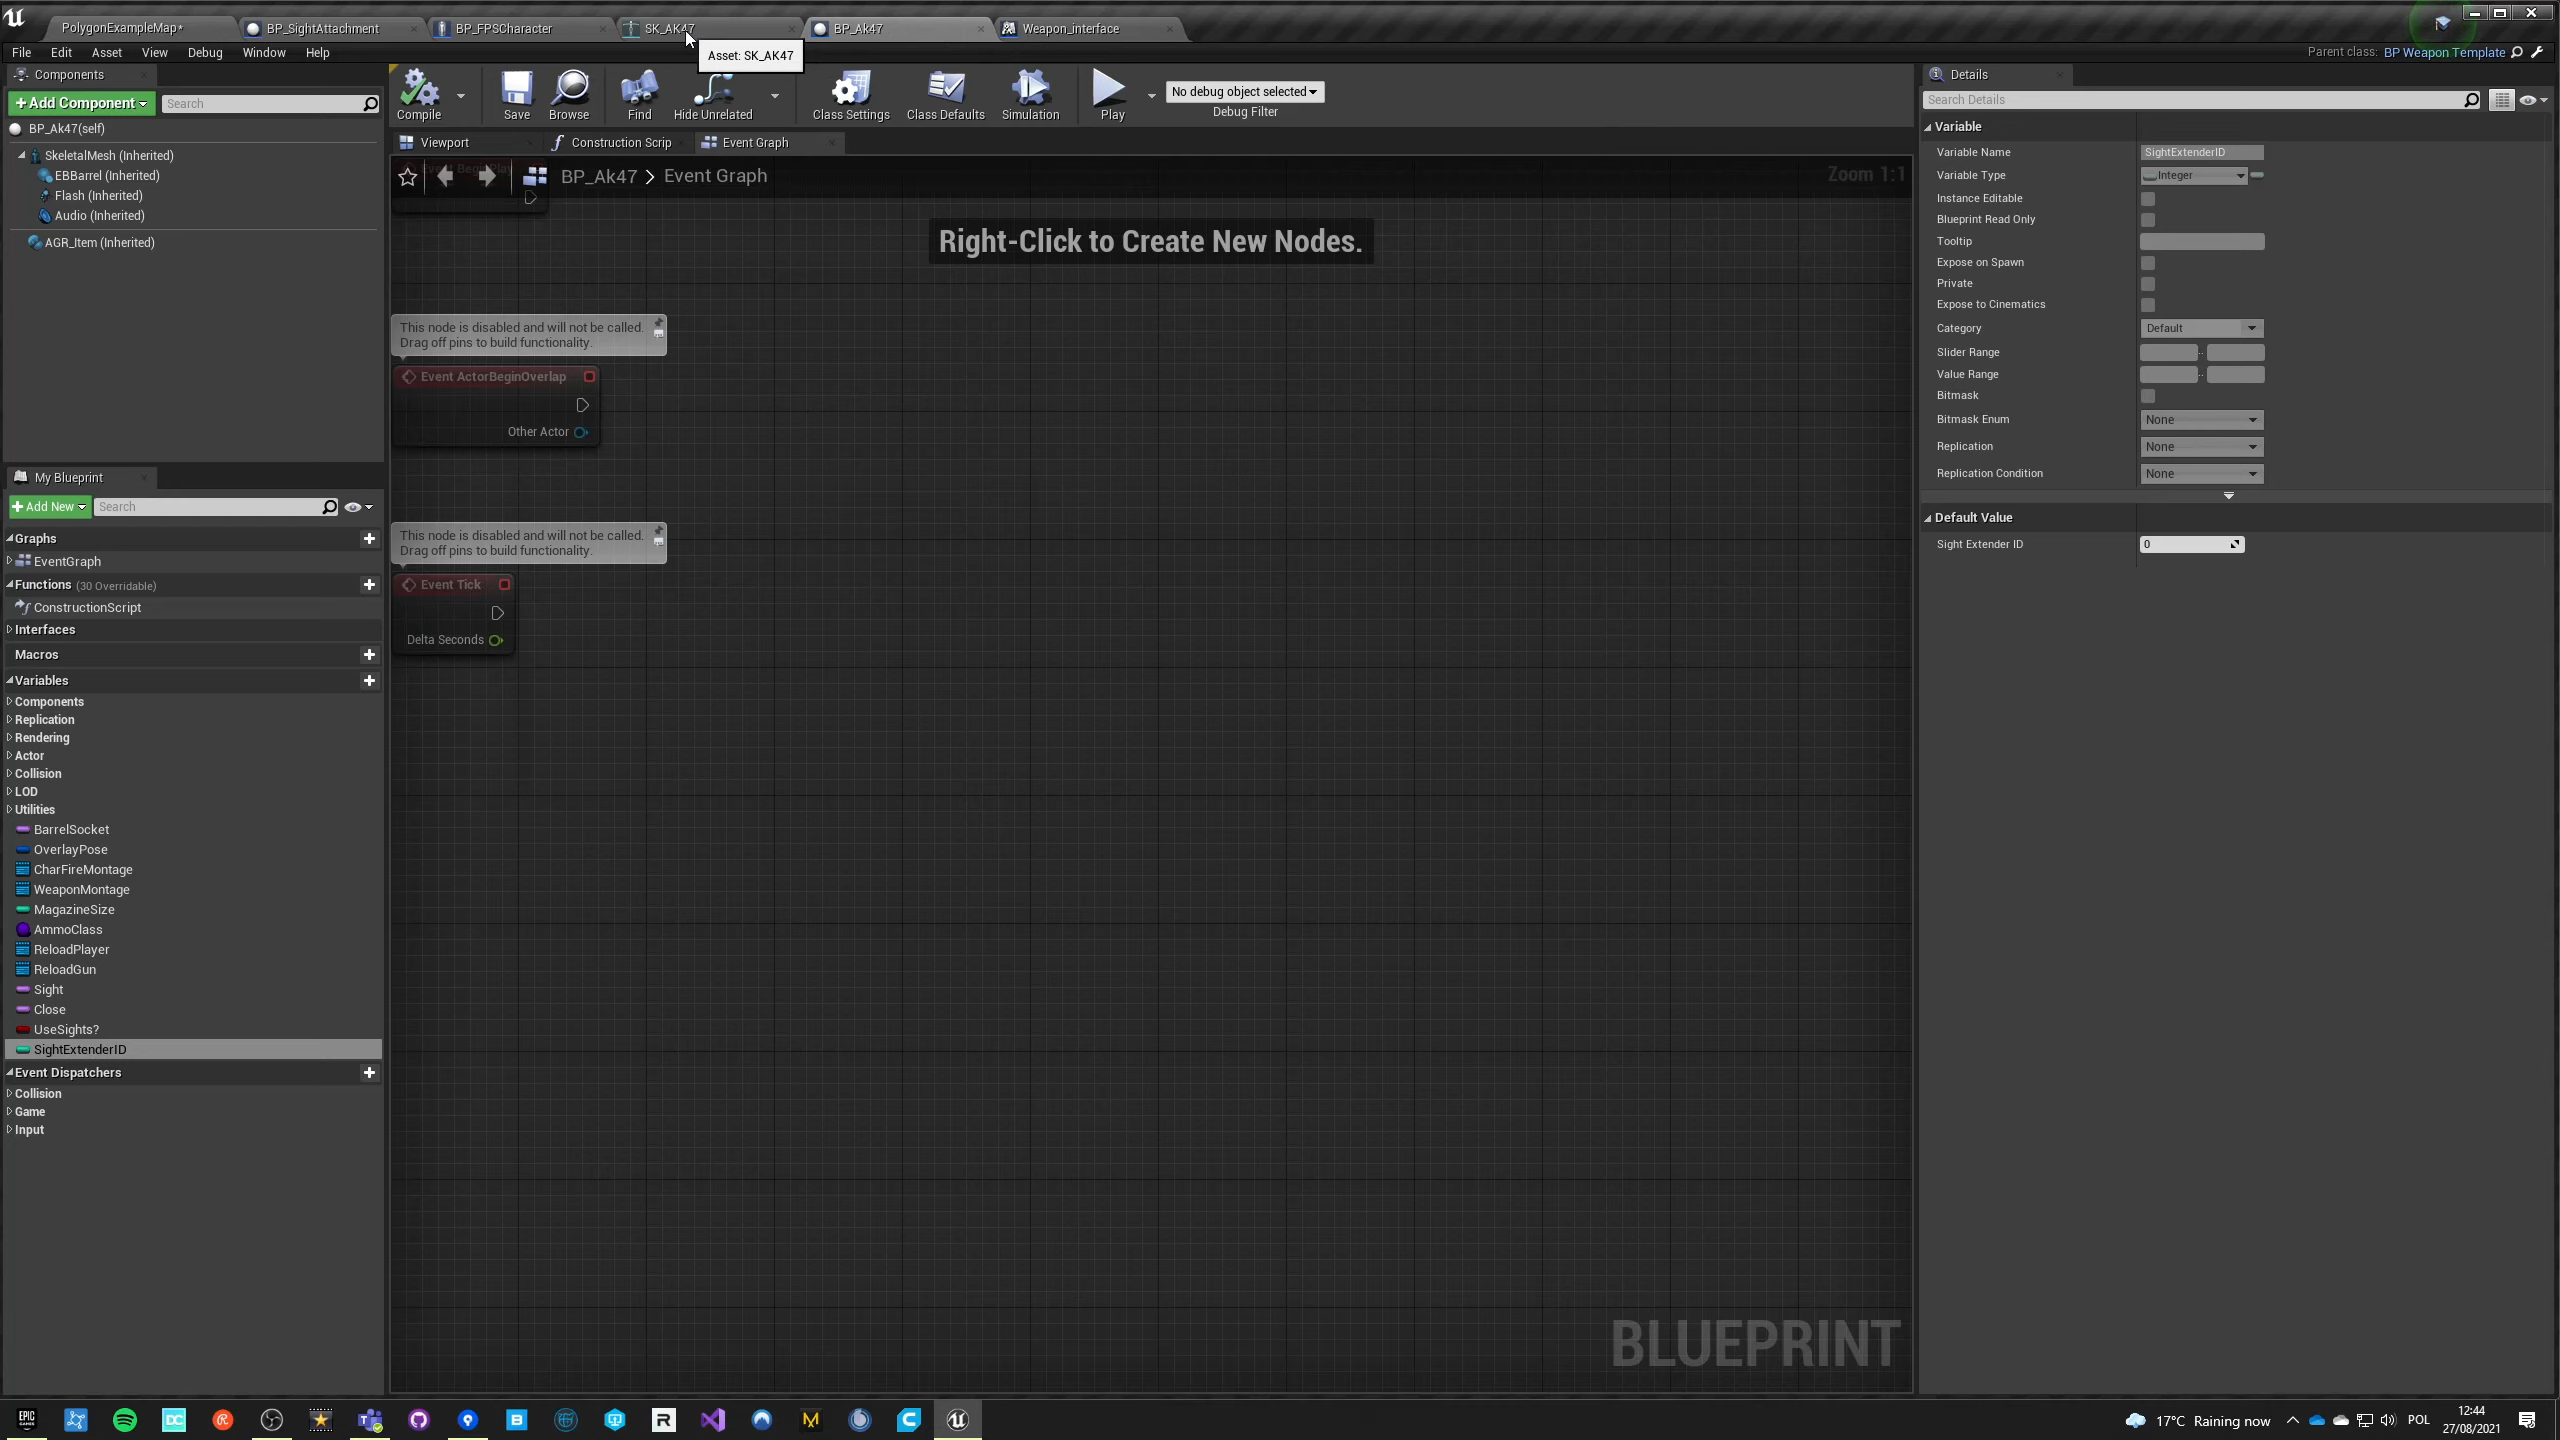 PolygonExampleMap*
BP_SightAttachment
BP_FPSCharacter
SK_AK47
BP_Ak47
Weapon_interface
File Edit Asset View Debug Window Help
Parent class: BP Weapon Template
Asset: SK_AK47
Components
+Add Component
Search
BP_Ak47(self)
SkeletalMesh (Inherited)
EBBarrel (Inherited)
Flash (Inherited)
Audio (Inherited)
AGR_Item (Inherited)
Compile
Save
Browse
Find
Hide Unrelated
Class Settings
Class Defaults
Simulation
Play
No debug object selected
Debug Filter
Viewport
Construction Scrip
Event Graph
BP_Ak47 > Event Graph
Zoom 1:1
Right-Click to Create New Nodes.
This node is disabled and will not be called.
Drag off pins to build functionality.
Event ActorBeginOverlap
Other Actor
This node is disabled and will not be called.
Drag off pins to build functionality.
Event Tick
Delta Seconds
BLUEPRINT
My Blueprint
+Add New
Search
Graphs
EventGraph
Functions (30 Overridable)
ConstructionScript
Interfaces
Macros
Variables
Components
Replication
Rendering
Actor
Collision
LOD
Utilities
BarrelSocket
OverlayPose
CharFireMontage
WeaponMontage
MagazineSize
AmmoClass
ReloadPlayer
ReloadGun
Sight
Close
UseSights?
SightExtenderID
Event Dispatchers
Collision
Game
Input
Details
Search Details
Variable
Variable Name SightExtenderID
Variable Type Integer
Instance Editable
Blueprint Read Only
Tooltip
Expose on Spawn
Private
Expose to Cinematics
Category Default
Slider Range
Value Range
Bitmask
Bitmask Enum None
Replication None
Replication Condition None
Default Value
Sight Extender ID 0
EPIC
GAMES
DC
17°C Raining now
POL
12:44
27/08/2021